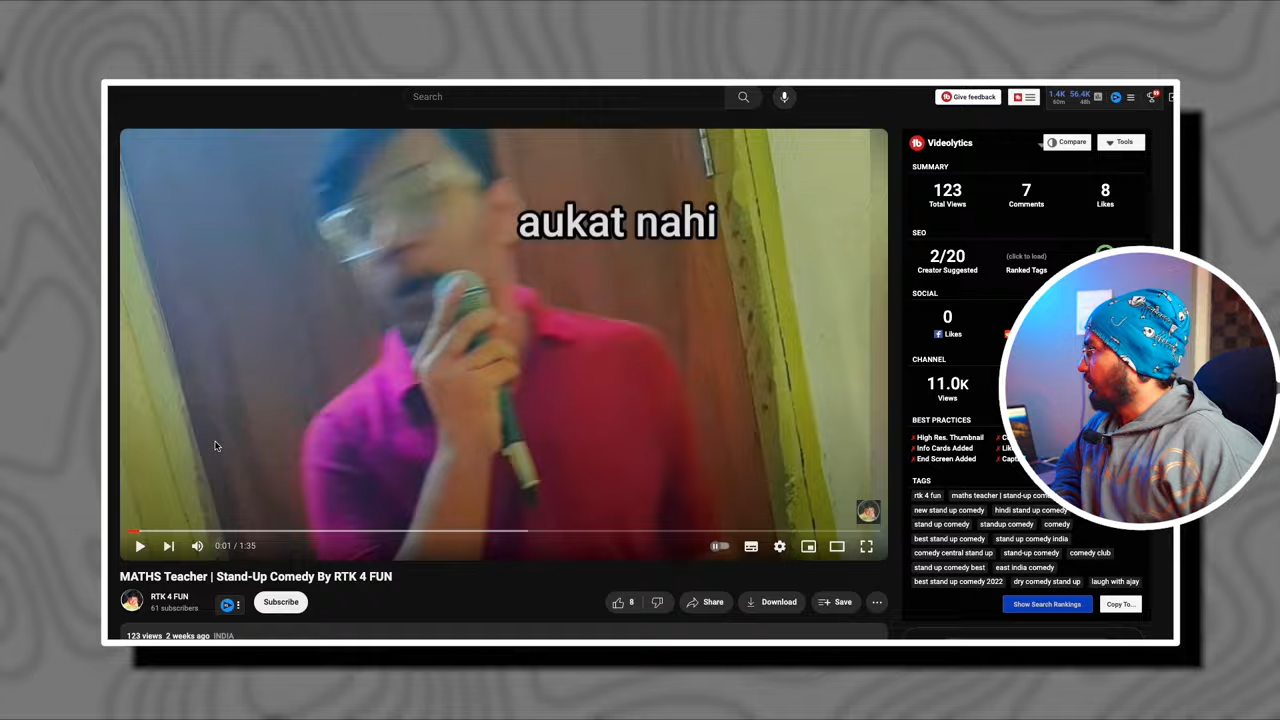 Search
Give feedback
1.4K 56.4K
60m 48h
Videolytics
Compare
Tools
SUMMARY
123 7 8
Total Views Comments Likes
SEO
2/20 (click to load)
Creator Suggested Ranked Tags
SOCIAL
0
Likes
CHANNEL
11.0K
Views
BEST PRACTICES
High Res. Thumbnail
Info Cards Added
End Screen Added
TAGS
rtk 4 fun maths teacher | stand-up
new stand up comedy hindi stand up comedy
stand up comedy standup comedy comedy
best stand up comedy stand up comedy india
comedy central stand up stand-up comedy comedy club
stand up comedy best east india comedy
best stand up comedy 2022 dry comedy stand up laugh with ajay
Show Search Rankings Copy To...
aukat nahi
0:01 / 1:35
MATHS Teacher | Stand-Up Comedy By RTK 4 FUN
RTK 4 FUN
61 subscribers
Subscribe
8
Share
Download
Save
123 views 2 weeks ago INDIA